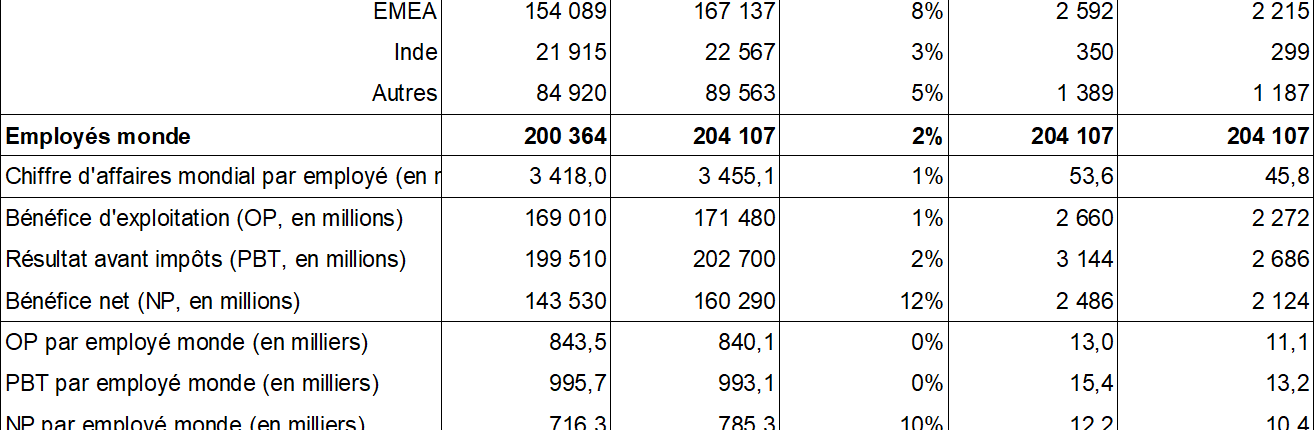 EMEA 154 089 167 137 8% 2 592 2 215
Inde 21 915 22 567 3% 350 299
Autres 84 920 89 563 5% 1 389 1 187
Employés monde 200 364 204 107 2% 204 107 204 107
Chiffre d'affaires mondial par employé (en 3 418,0 3 455,1 1% 53,6 45,8
Bénéfice d'exploitation (OP, en millions) 169 010 171 480 1% 2 660 2 272
Résultat avant impôts (PBT, en millions) 199 510 202 700 2% 3 144 2 686
Bénéfice net (NP, en millions) 143 530 160 290 12% 2 486 2 124
OP par employé monde (en milliers) 843,5 840,1 0% 13,0 11,1
PBT par employé monde (en milliers) 995,7 993,1 0% 15,4 13,2
NP par employé monde (en milliers) 716,3 785,3 10% 12,2 10,4